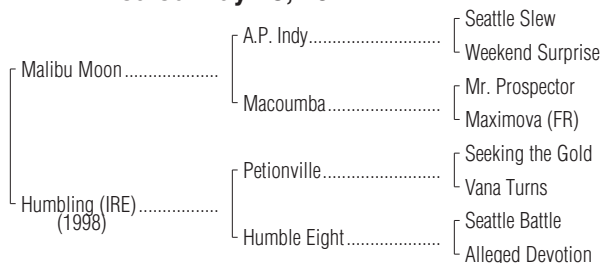 Seattle Slew
A.P. Indy
Weekend Surprise
Malibu Moon
Mr. Prospector
Macoumba
Maximova (FR)
Seeking the Gold
Petionville
Vana Turns
Humbling (IRE)
(1998)
Seattle Battle
Humble Eight
Alleged Devotion